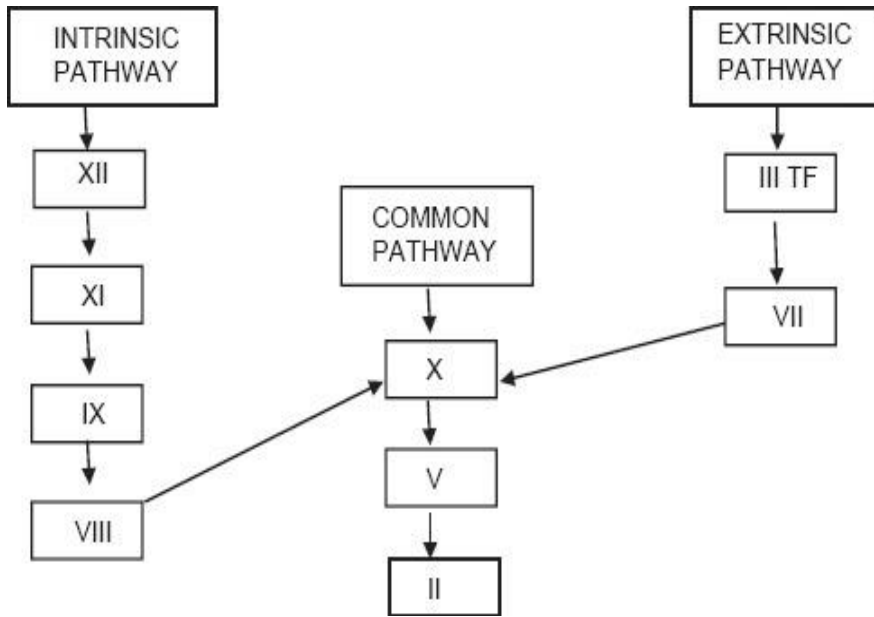 INTRINSIC
PATHWAY
XII
XI
IX
VIII
COMMON
PATHWAY
X
V
II
EXTRINSIC
PATHWAY
III TF
VII